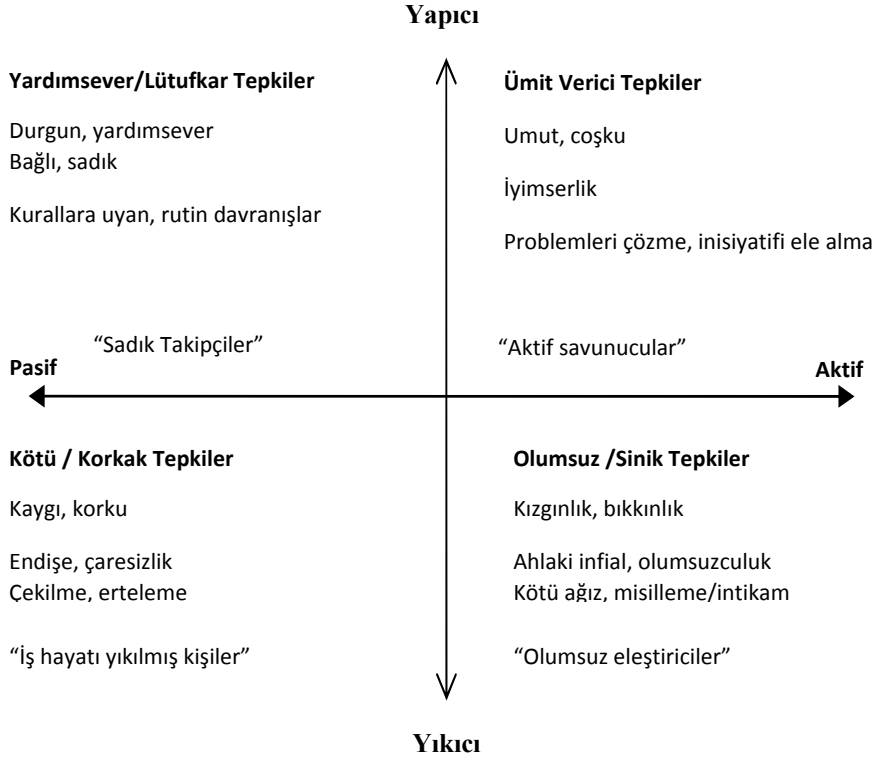 Yapıcı
Yardımsever/Lütufkar Tepkiler
Durgun, yardımsever
Bağlı, sadık
Kurallara uyan, rutin davranışlar
“Sadık Takipçiler”
Pasif
Ümit Verici Tepkiler
Umut, coşku
İyimserlik
Problemleri çözme, inisiyatifi ele alma
“Aktif savunucular”
Aktif
Kötü / Korkak Tepkiler
Kaygı, korku
Endişe, çaresizlik
Çekilme, erteleme
“İş hayatı yıkılmış kişiler”
Olumsuz /Sinik Tepkiler
Kızgınlık, bıkkınlık
Ahlaki infial, olumsuzculuk
Kötü ağız, misilleme/intikam
“Olumsuz eleştiriciler”
Yıkıcı